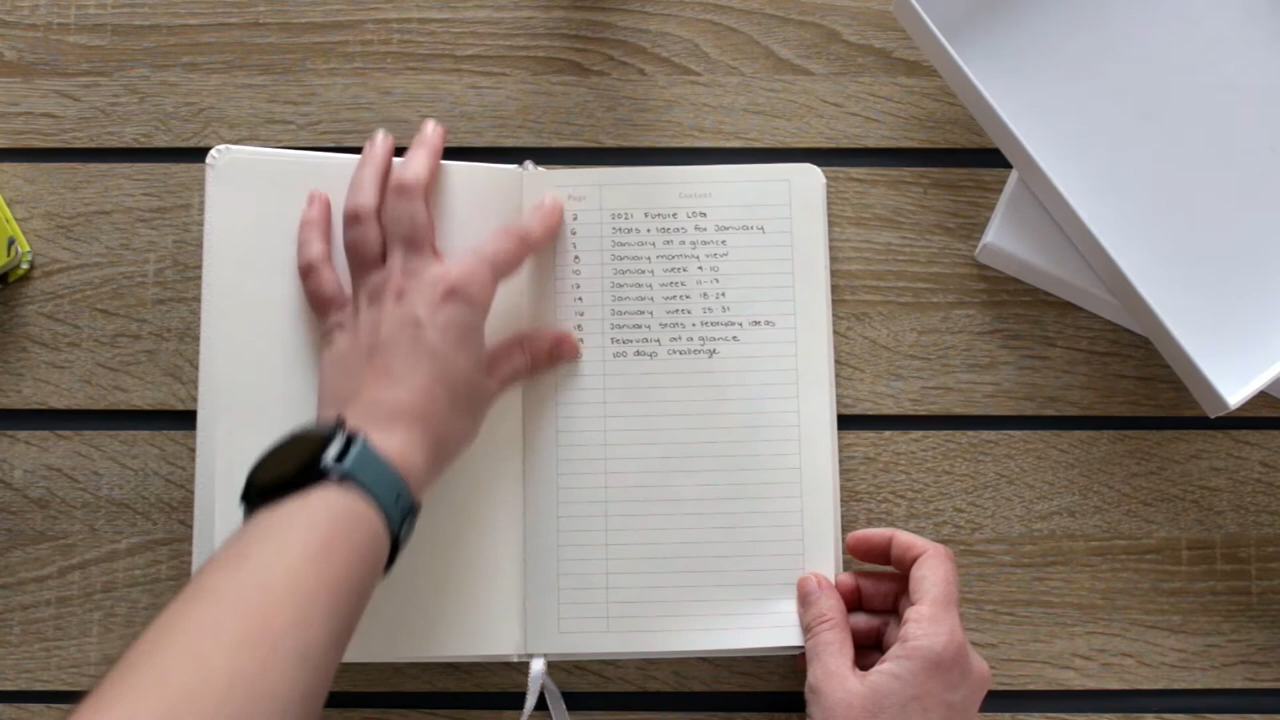 Page Content
2 2021 Future LOG
6 Stats + Ideas for January
7 January at a glance
8 January monthly view
10 January week 4-10
12 January week 11-17
14 January week 18-24
16 January week 25-31
18 January Stats + February ideas
February at a glance
100 days challenge